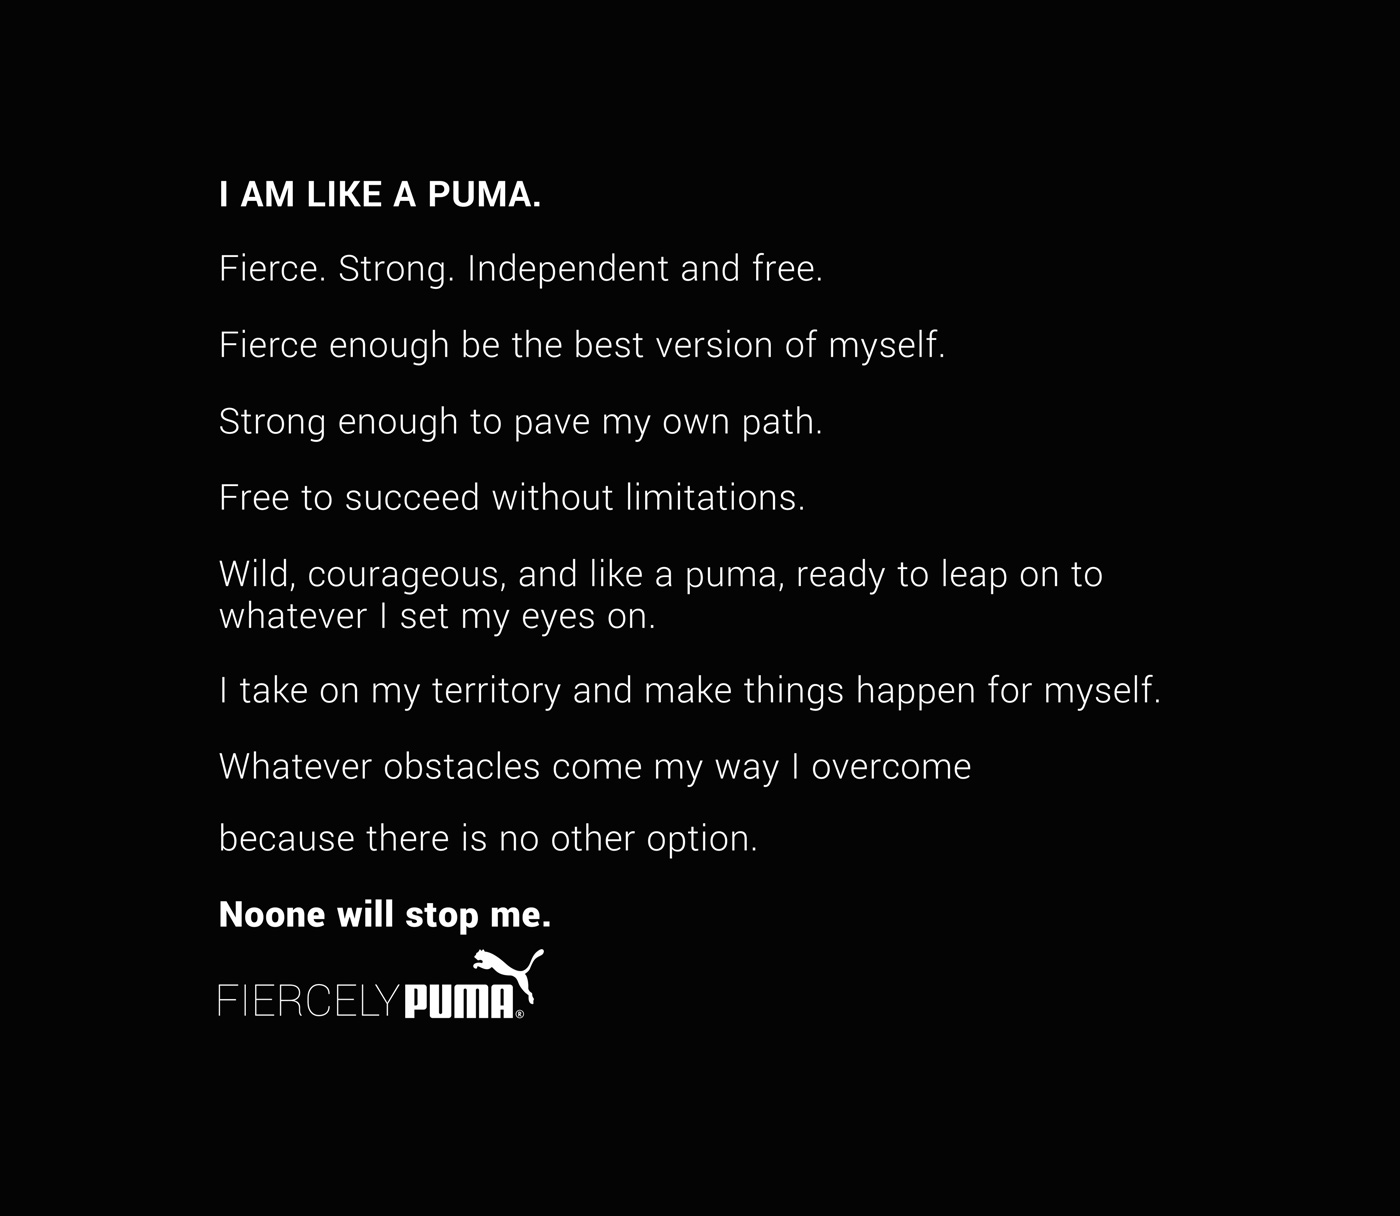 I AM LIKE A PUMA.
Fierce. Strong. Independent and free.
Fierce enough be the best version of myself.
Strong enough to pave my own path.
Free to succeed without limitations.
Wild, courageous, and like a puma, ready to leap on to
whatever I set my eyes on.
I take on my territory and make things happen for myself.
Whatever obstacles come my way I overcome
because there is no other option.
Noone will stop me.
FIERCELY PUMA®